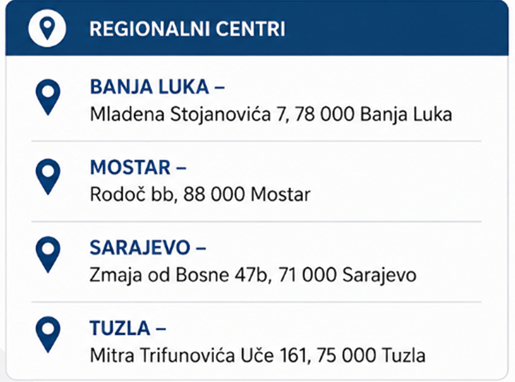 REGIONALNI CENTRI
BANJA LUKA –
Mladena Stojanovića 7, 78 000 Banja Luka
MOSTAR –
Rodoč bb, 88 000 Mostar
SARAJEVO –
Zmaja od Bosne 47b, 71 000 Sarajevo
TUZLA –
Mitra Trifunovića Uče 161, 75 000 Tuzla